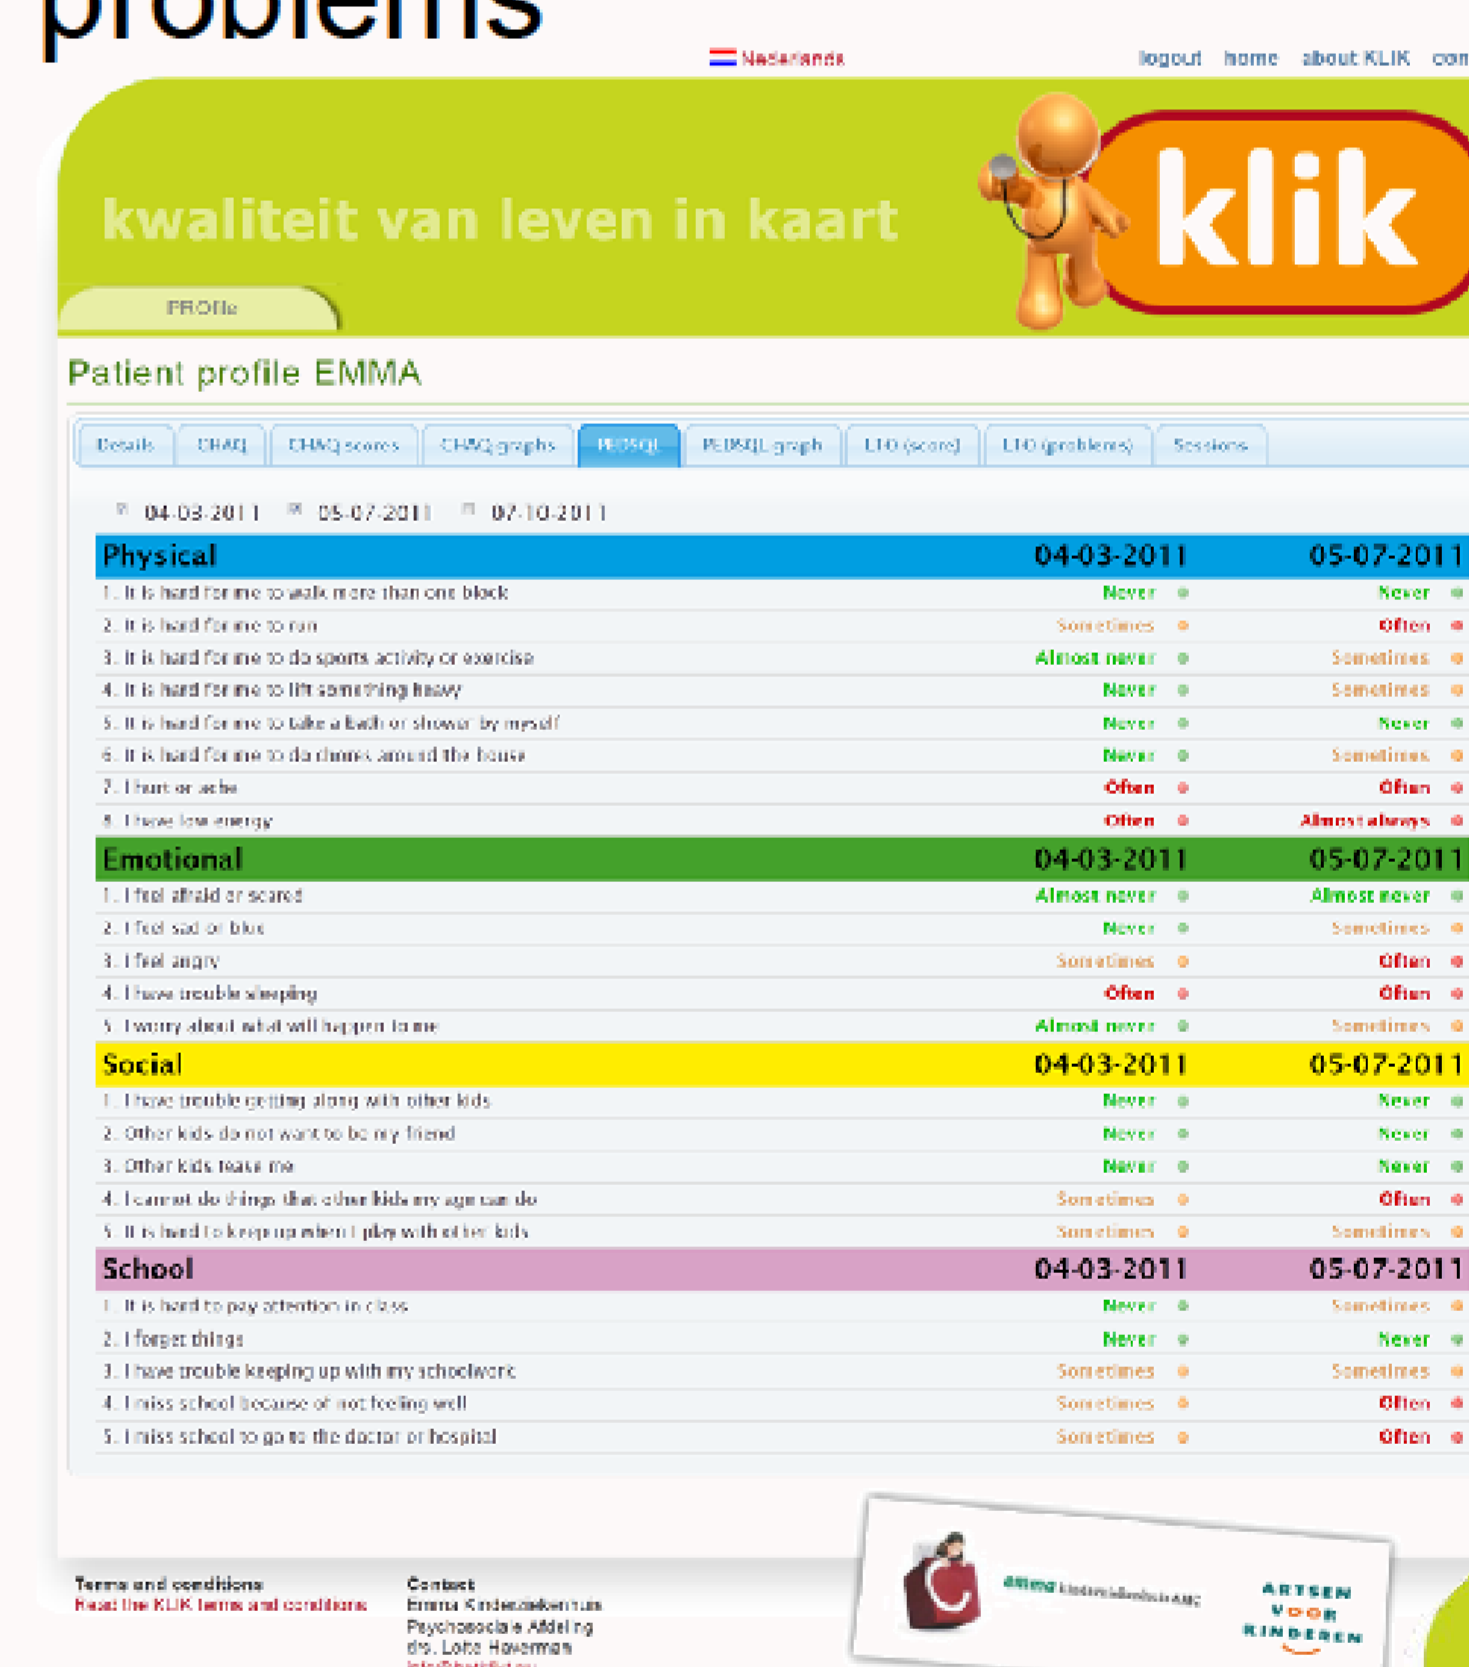 problems
Nederlands
logout home about KLIK
kwaliteit van leven in kaart
klik
PROfile
Patient profile EMMA
Details CHAQ CHAQ scores CHAQ graphs PEDSQL PEDSQL graph LTO (score) LTO (problems) Sessions
04-03-2011 05-07-2011 07-10-2011
Physical 04-03-2011 05-07-2011
1. It is hard for me to walk more than one block Never Never
2. It is hard for me to run Sometimes Often
3. It is hard for me to do sports activity or exercise Almost never Sometimes
4. It is hard for me to lift something heavy Never Sometimes
5. It is hard for me to take a bath or shower by myself Never Never
6. It is hard for me to do chores around the house Never Sometimes
7. I hurt or ache Often Often
8. I have low energy Often Almost always
Emotional 04-03-2011 05-07-2011
1. I feel afraid or scared Almost never Almost never
2. I feel sad or blue Never Sometimes
3. I feel angry Sometimes Often
4. I have trouble sleeping Often Often
5. I worry about what will happen to me Almost never Sometimes
Social 04-03-2011 05-07-2011
1. I have trouble getting along with other kids Never Never
2. Other kids do not want to be my friend Never Never
3. Other kids tease me Never Never
4. I cannot do things that other kids my age can do Sometimes Often
5. It is hard to keep up when I play with other kids Sometimes Sometimes
School 04-03-2011 05-07-2011
1. It is hard to pay attention in class Never Sometimes
2. I forget things Never Never
3. I have trouble keeping up with my schoolwork Sometimes Sometimes
4. I miss school because of not feeling well Sometimes Often
5. I miss school to go to the doctor or hospital Sometimes Often
Terms and conditions
Read the KLIK terms and conditions
Contact
Emma Kinderziekenhuis
Psychosociale Afdeling
drs. Lotte Haverman
emma kinderziekenhuis AMC
ARTSEN
VOOR
KINDEREN